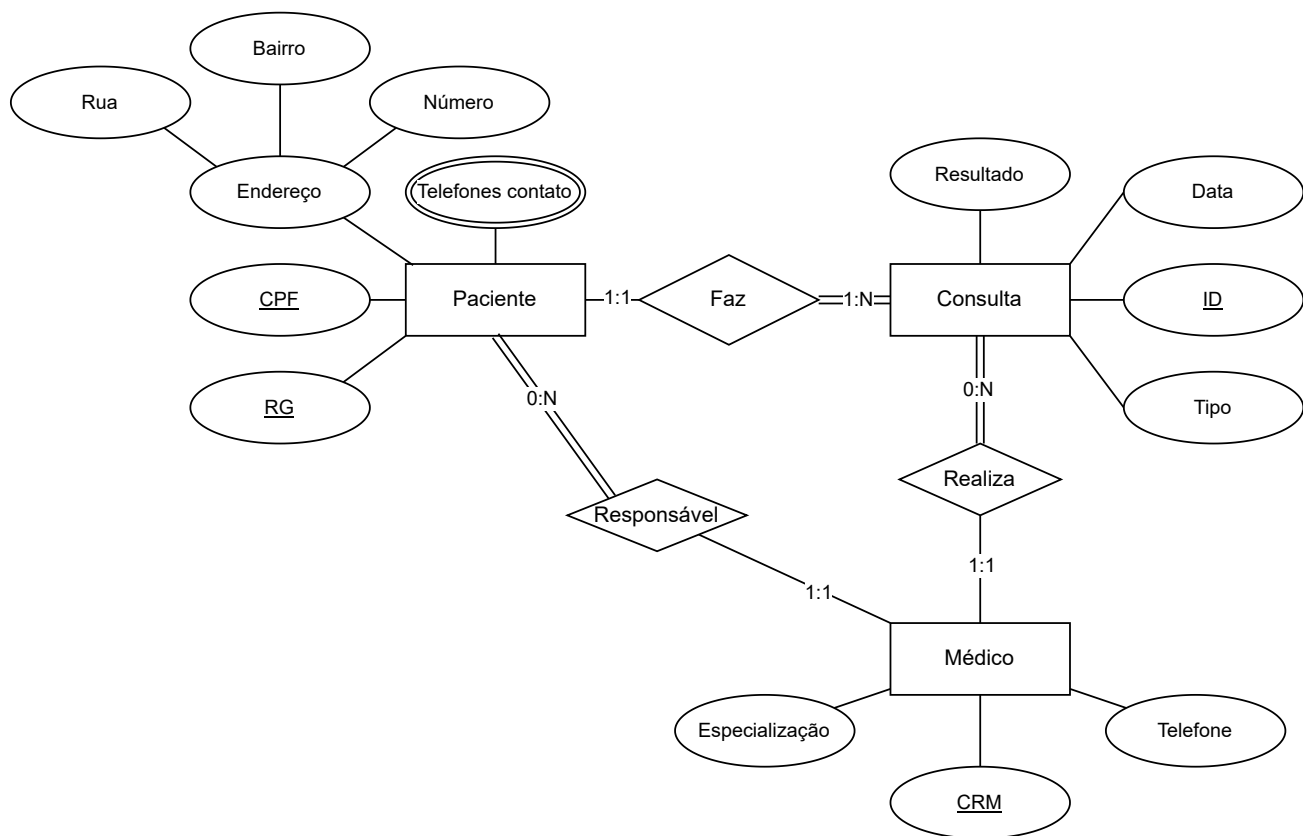 Bairro
Rua
Número
Endereço
Telefones contato
Resultado
Data
CPF
Paciente
1:1
Faz
1:N
Consulta
ID
RG
0:N
0:N
Tipo
Realiza
Responsável
1:1
1:1
Médico
Especialização
Telefone
CRM